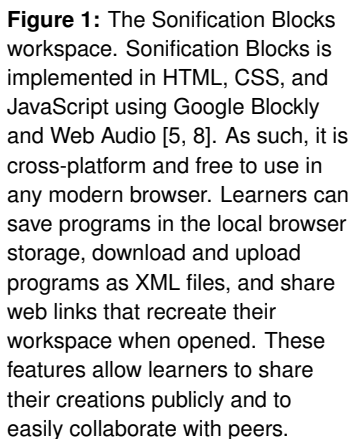 Figure 1: The Sonification Blocks
workspace. Sonification Blocks is
implemented in HTML, CSS, and
JavaScript using Google Blockly
and Web Audio [5, 8]. As such, it is
cross-platform and free to use in
any modern browser. Learners can
save programs in the local browser
storage, download and upload
programs as XML files, and share
web links that recreate their
workspace when opened. These
features allow learners to share
their creations publicly and to
easily collaborate with peers.